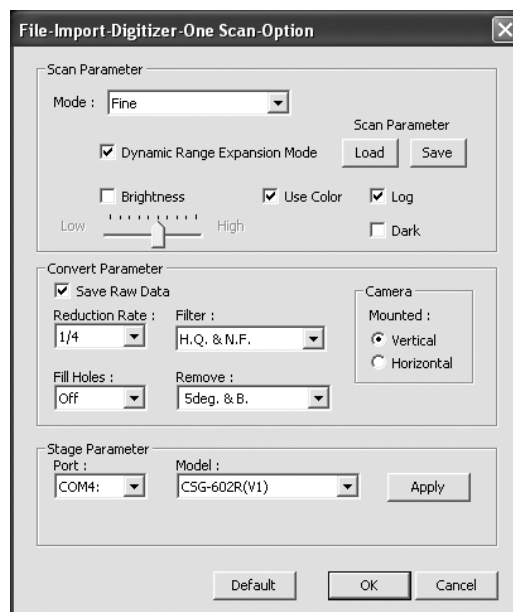 File-Import-Digitizer-One Scan-Option
Scan Parameter
Mode : Fine
Scan Parameter
Dynamic Range Expansion Mode Load Save
Brightness Use Color Log
Low High Dark
Convert Parameter
Save Raw Data
Camera
Reduction Rate : Filter : Mounted :
1/4 H.Q. & N.F. Vertical
Horizontal
Fill Holes : Remove :
Off 5deg. & B.
Stage Parameter
Port : Model :
COM4: CSG-602R(V1) Apply
Default OK Cancel